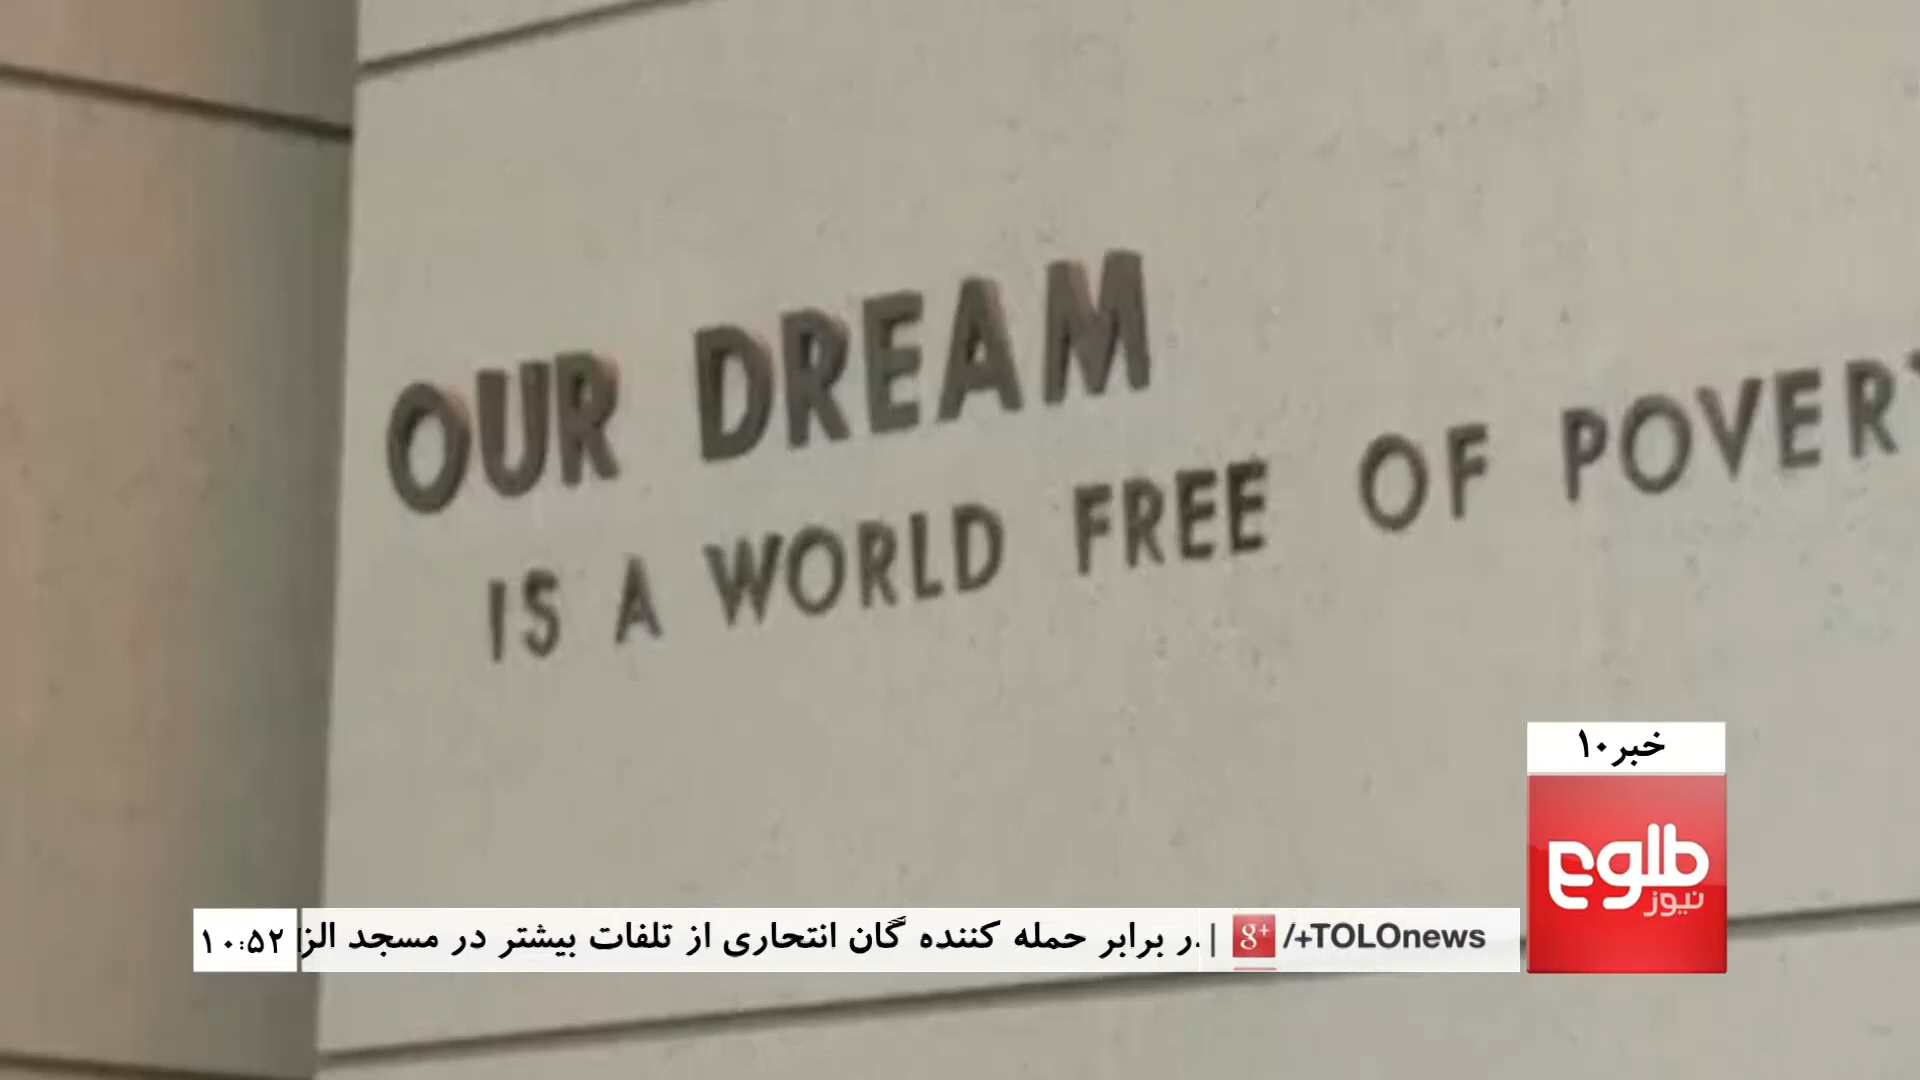 OUR DREAM
IS A WORLD FREE OF POVERT
خبر۱۰
طلوع
نیوز
ر برابر حمله کننده گان انتحاری از تلفات بیشتر در مسجد الز
| g+ /+TOLOnews
۱۰:۵۲